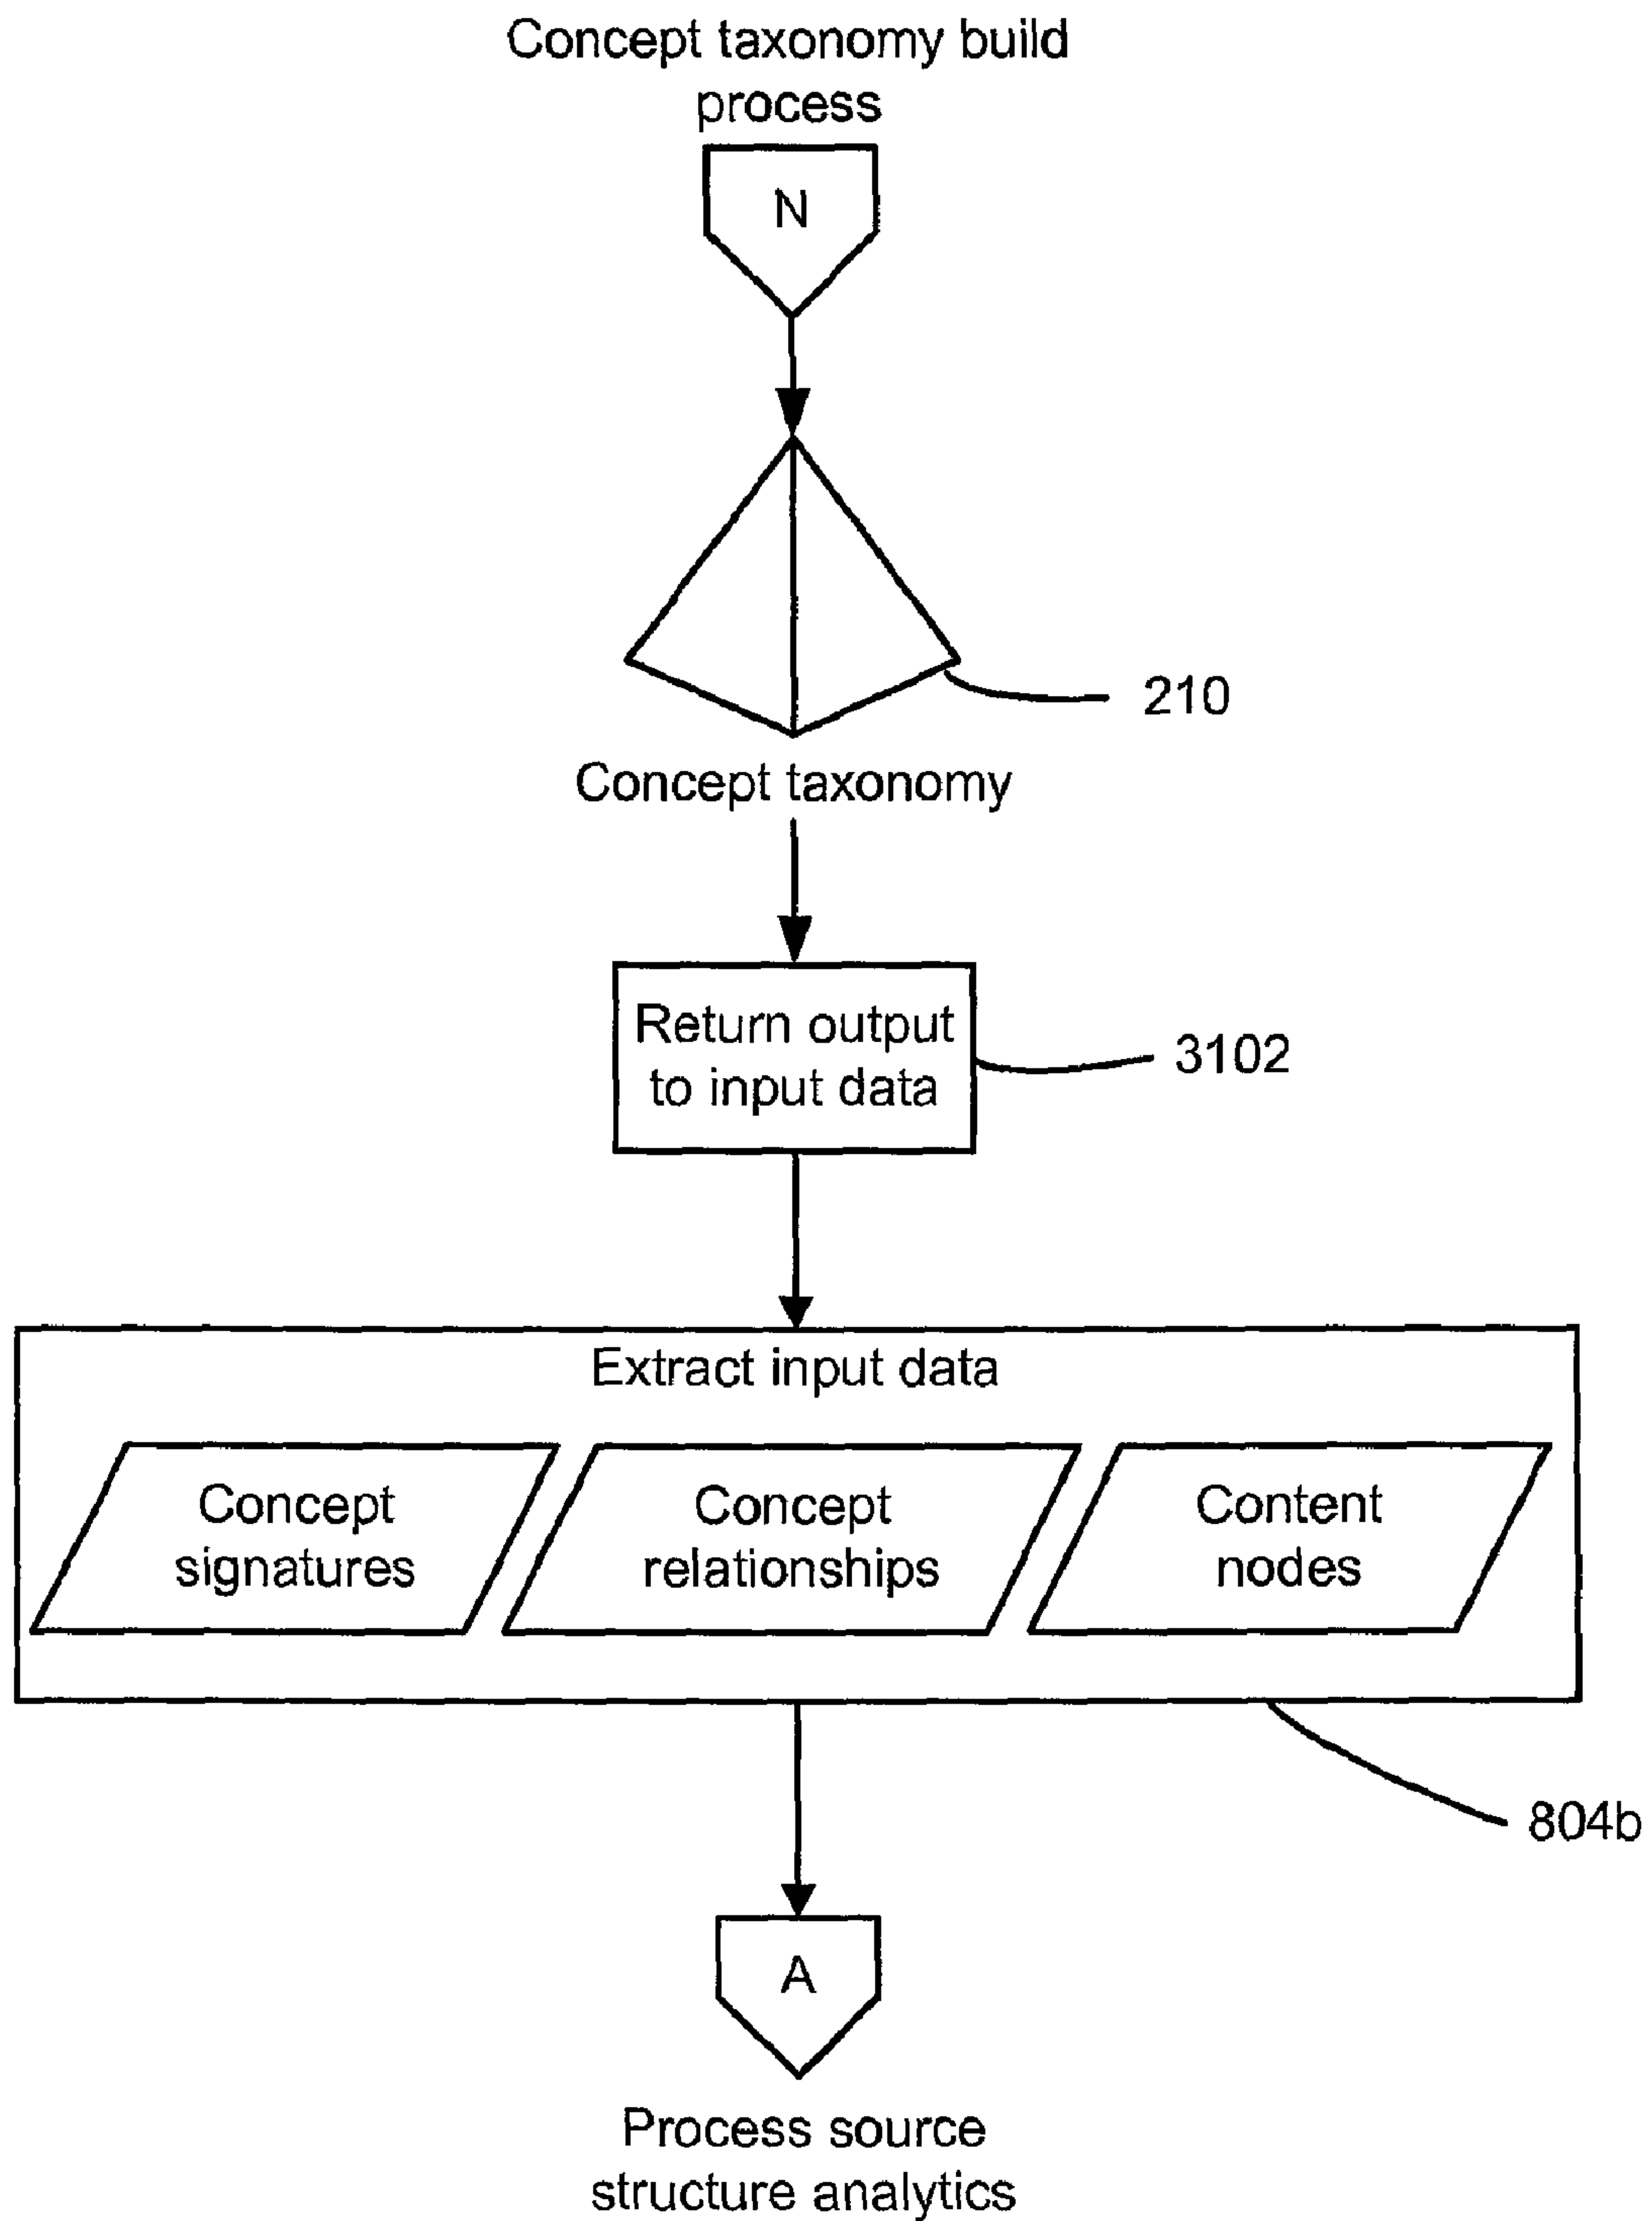 Concept taxonomy build
process
N
210
Concept taxonomy
Return output
to input data
3102
Extract input data
Concept
signatures
Concept
relationships
Content
nodes
804b
A
Process source
structure analytics